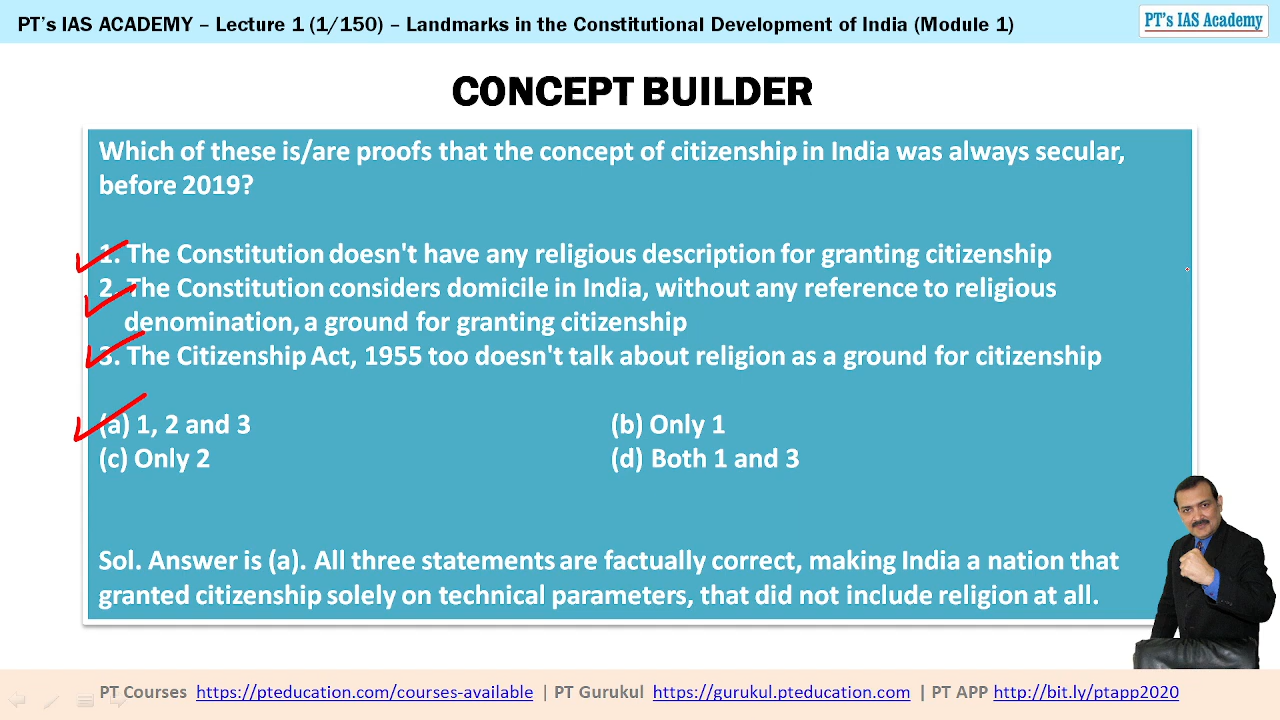 PT's IAS ACADEMY – Lecture 1 (1/150) – Landmarks in the Constitutional Development of India (Module 1)
PT's IAS Academy
CONCEPT BUILDER
Which of these is/are proofs that the concept of citizenship in India was always secular,
before 2019?
1. The Constitution doesn't have any religious description for granting citizenship
2. The Constitution considers domicile in India, without any reference to religious
denomination, a ground for granting citizenship
3. The Citizenship Act, 1955 too doesn't talk about religion as a ground for citizenship
(a) 1, 2 and 3 (b) Only 1
(c) Only 2 (d) Both 1 and 3
Sol. Answer is (a). All three statements are factually correct, making India a nation that
granted citizenship solely on technical parameters, that did not include religion at all.
PT Courses https://pteducation.com/courses-available | PT Gurukul https://gurukul.pteducation.com | PT APP http://bit.ly/ptapp2020